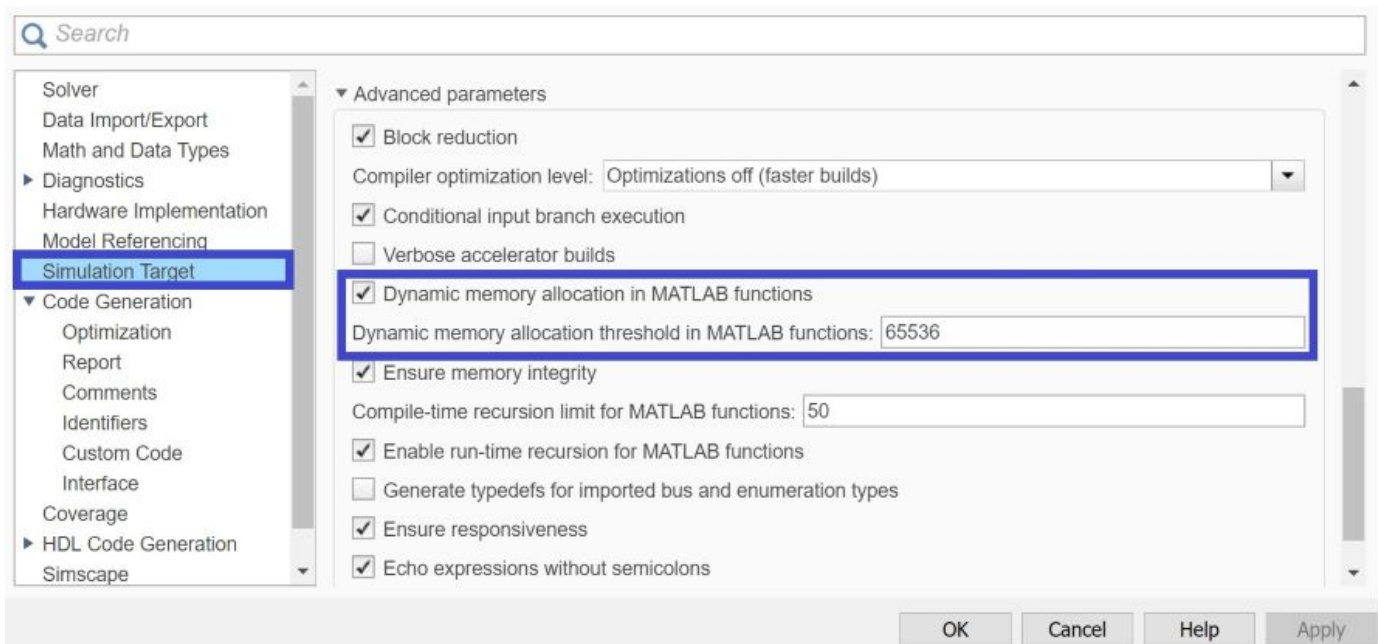 Search
Solver
Data Import/Export
Math and Data Types
Diagnostics
Hardware Implementation
Model Referencing
Simulation Target
Code Generation
Optimization
Report
Comments
Identifiers
Custom Code
Interface
Coverage
HDL Code Generation
Simscape
Advanced parameters
Block reduction
Compiler optimization level: Optimizations off (faster builds)
Conditional input branch execution
Verbose accelerator builds
Dynamic memory allocation in MATLAB functions
Dynamic memory allocation threshold in MATLAB functions: 65536
Ensure memory integrity
Compile-time recursion limit for MATLAB functions: 50
Enable run-time recursion for MATLAB functions
Generate typedefs for imported bus and enumeration types
Ensure responsiveness
Echo expressions without semicolons
OK Cancel Help Apply